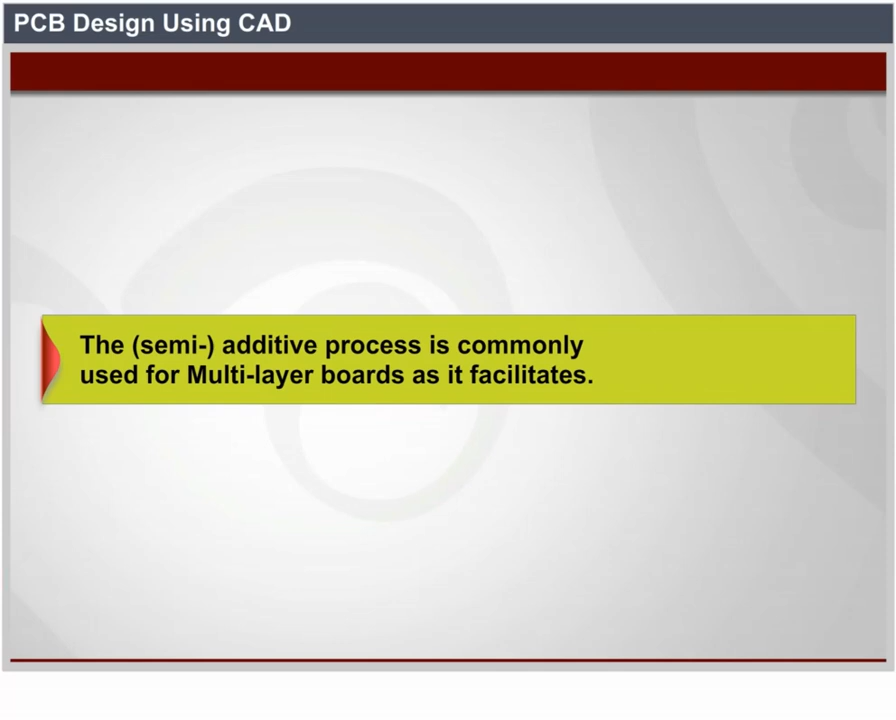 PCB Design Using CAD
The (semi-) additive process is commonly
used for Multi-layer boards as it facilitates.